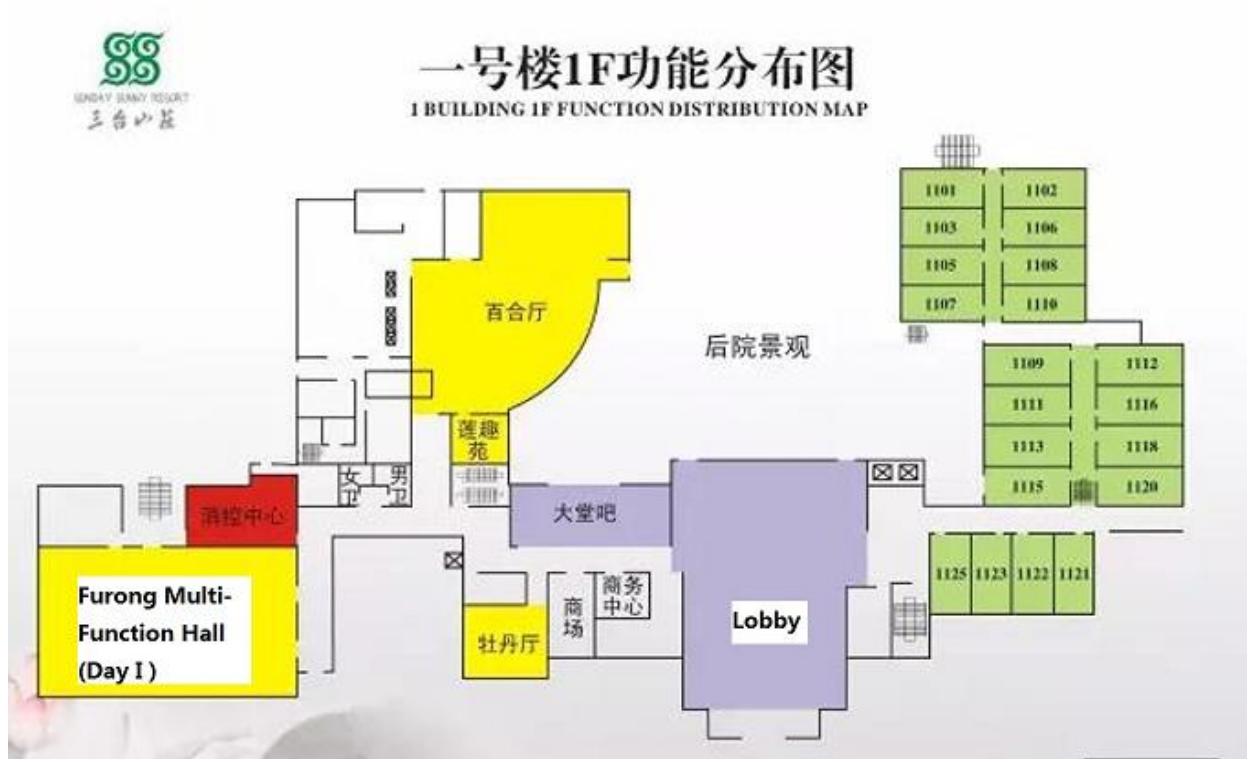 一号楼1F功能分布图
1 BUILDING 1F FUNCTION DISTRIBUTION MAP
SUNDAY SUNNY RESORT
三台山莊
1101
1102
1103
1106
1105
1108
1107
1110
百合厅
后院景观
1109
1112
1111
1116
1113
1118
1115
1120
莲趣
苑
女
卫
男
卫
消控中心
大堂吧
1125
1123
1122
1121
Furong Multi-
Function Hall
(Day I)
商务
中心
商
场
牡丹厅
Lobby